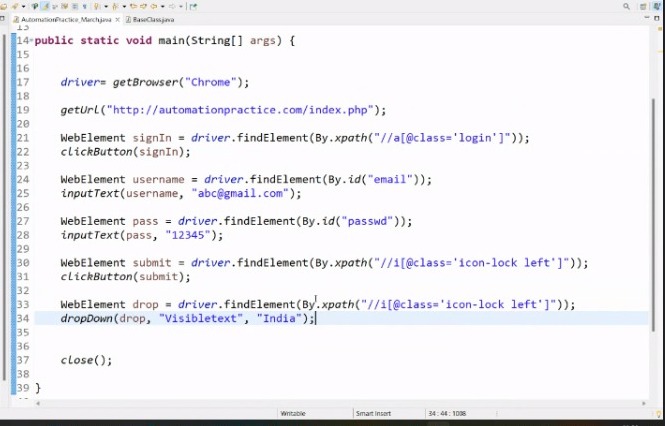 AutomationPractice_March.java BaseClass.java
13
14 public static void main(String[] args) {
15
16
17 driver= getBrowser("Chrome");
18
19 getUrl("http://automationpractice.com/index.php");
20
21 WebElement signIn = driver.findElement(By.xpath("//a[@class='login']"));
22 clickButton(signIn);
23
24 WebElement username = driver.findElement(By.id("email"));
25 inputText(username, "abc@gmail.com");
26
27 WebElement pass = driver.findElement(By.id("passwd"));
28 inputText(pass, "12345");
29
30 WebElement submit = driver.findElement(By.xpath("//i[@class='icon-lock left']"));
31 clickButton(submit);
32
33 WebElement drop = driver.findElement(By.xpath("//i[@class='icon-lock left']"));
34 dropDown(drop, "Visibletext", "India");
35
36
37 close();
38
39 }
Writable Smart Insert 34 : 44 : 1098